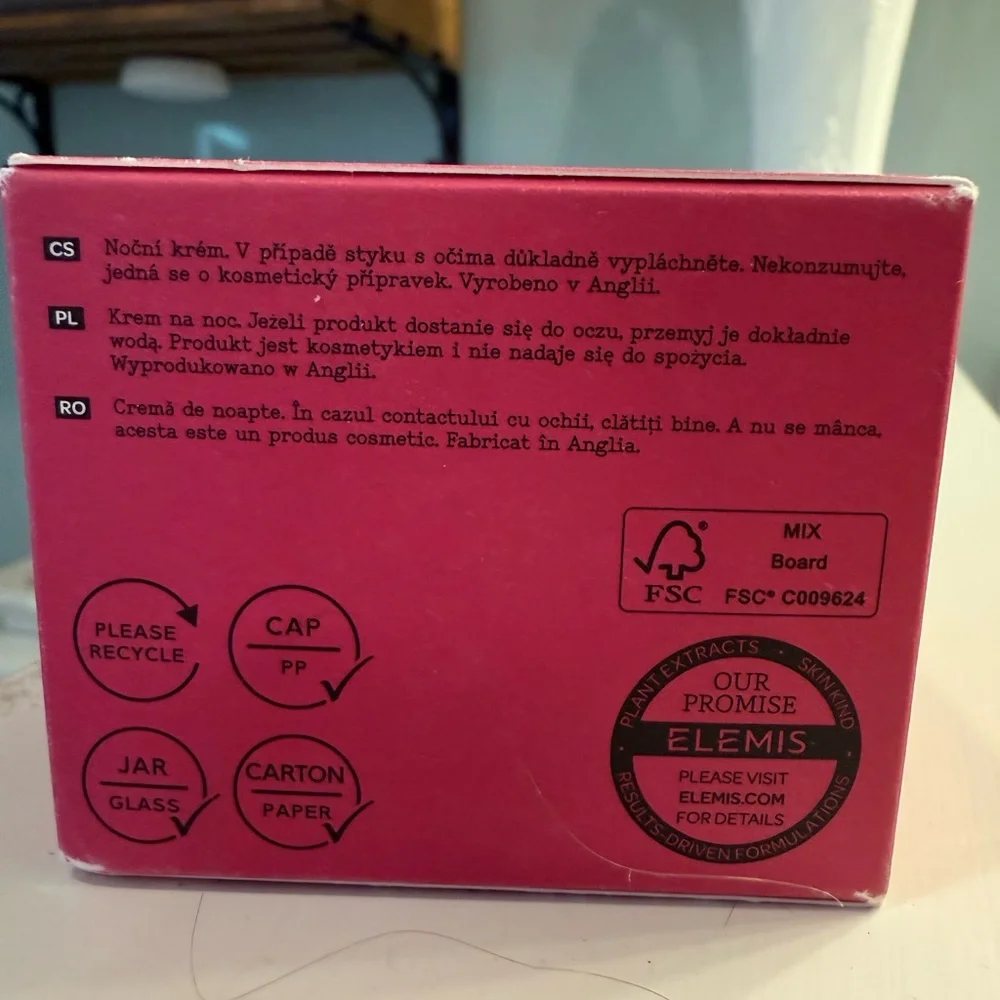 CS Noční krém. V případě styku s očima důkladně vypláchněte. Nekonzumujte,
jedná se o kosmetický přípravek. Vyrobeno v Anglii.
PL Krem na noc. Jeżeli produkt dostanie się do oczu, przemyj je dokładnie
wodą. Produkt jest kosmetykiem i nie nadaje się do spożycia.
Wyprodukowano w Anglii.
RO Cremă de noapte. În cazul contactului cu ochii, clătiți bine. A nu se mânca,
acesta este un produs cosmetic. Fabricat în Anglia.
MIX
Board
FSC® C009624
FSC
PLEASE
RECYCLE
CAP
PP
JAR
GLASS
CARTON
PAPER
PLANT EXTRACTS · SKIN KIND
OUR
PROMISE
ELEMIS
PLEASE VISIT
ELEMIS.COM
FOR DETAILS
RESULTS-DRIVEN FORMULATIONS